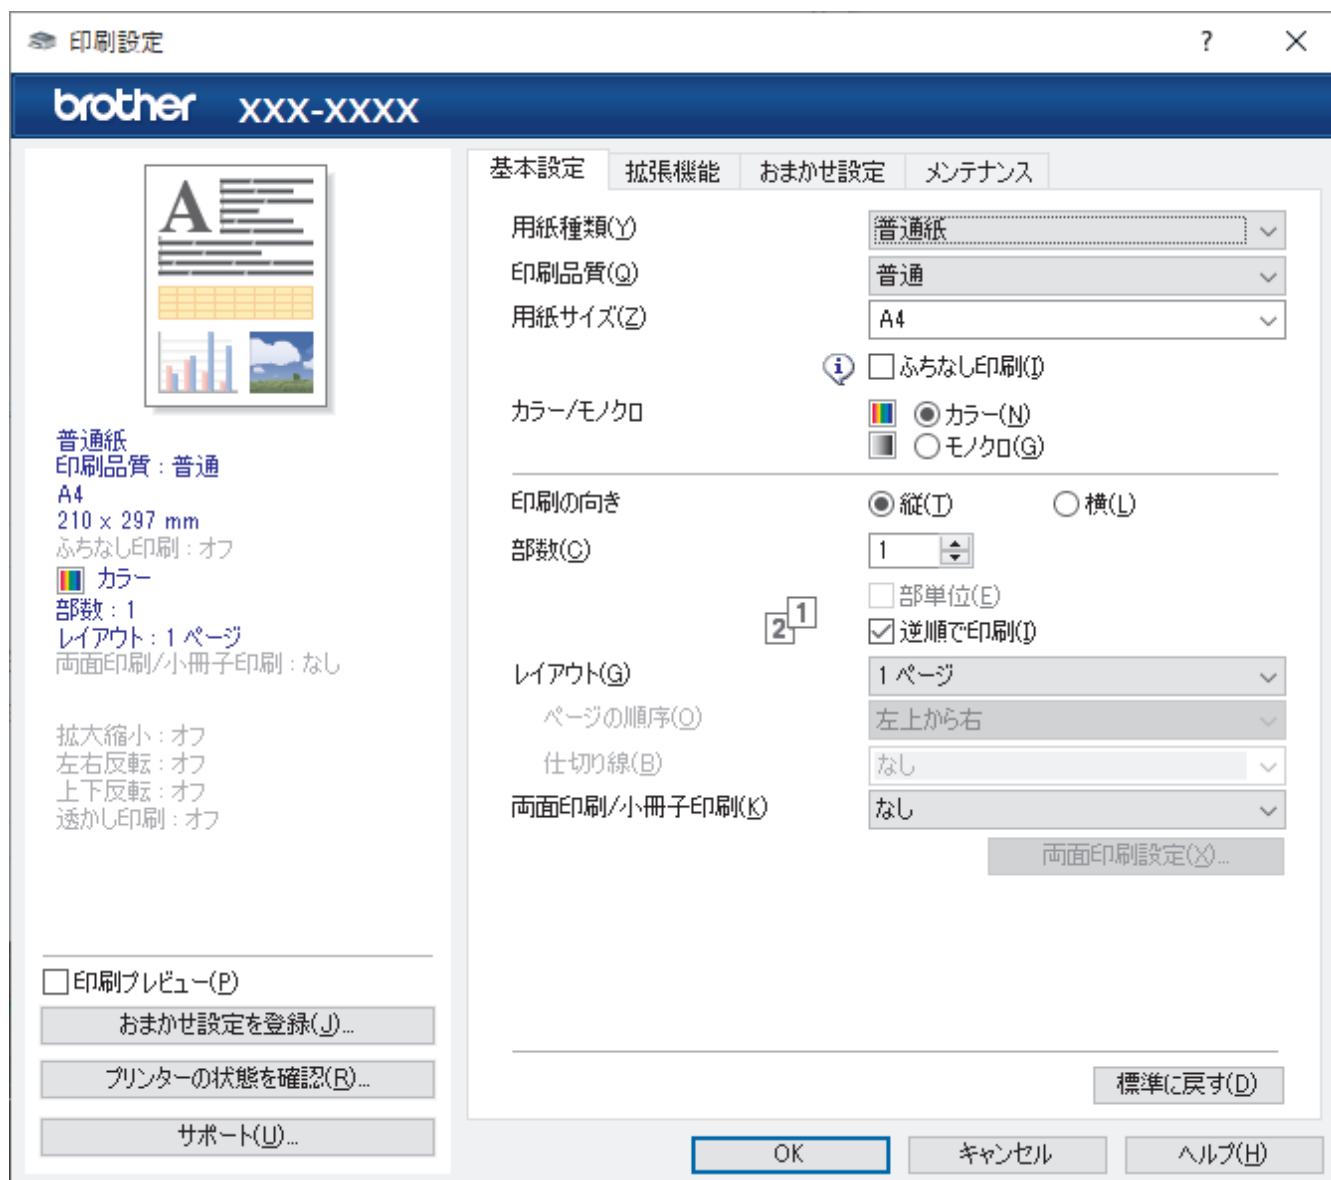 印刷設定
?
brother XXX-XXXX
A
普通紙
印刷品質 : 普通
A4
210 x 297 mm
ふちなし印刷 : オフ
カラー
部数 : 1
レイアウト : 1 ページ
両面印刷/小冊子印刷 : なし
拡大縮小 : オフ
左右反転 : オフ
上下反転 : オフ
透かし印刷 : オフ
印刷プレビュー(P)
おまかせ設定を登録(J)...
プリンターの状態を確認(R)...
サポート(U)...
基本設定 拡張機能 おまかせ設定 メンテナンス
用紙種類(Y) 普通紙
印刷品質(Q) 普通
用紙サイズ(Z) A4
ふちなし印刷(I)
カラー/モノクロ カラー(N)
モノクロ(G)
印刷の向き 縦(T) 横(L)
部数(C) 1
部単位(E)
2 1 逆順で印刷(I)
レイアウト(G) 1 ページ
ページの順序(O) 左上から右
仕切り線(B) なし
両面印刷/小冊子印刷(K) なし
両面印刷設定(X)...
標準に戻す(D)
OK キャンセル ヘルプ(H)